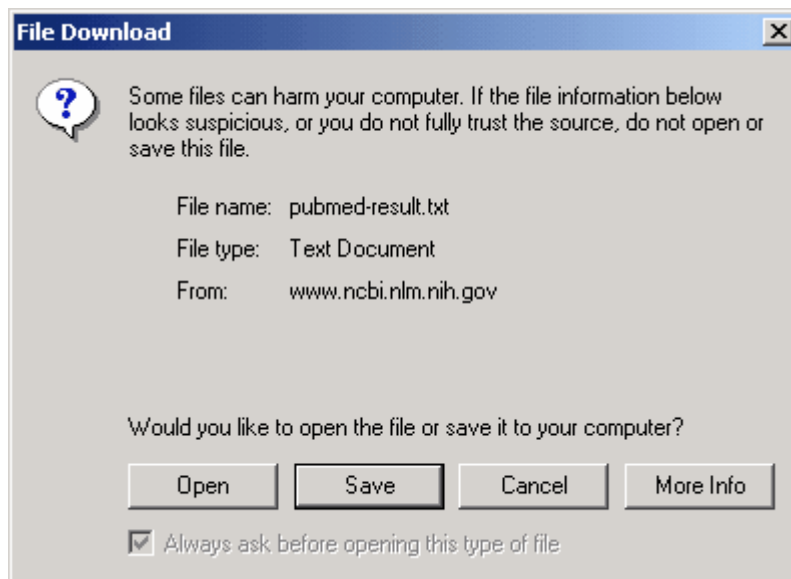 File Download
Some files can harm your computer. If the file information below
looks suspicious, or you do not fully trust the source, do not open or
save this file.
File name: pubmed-result.txt
File type: Text Document
From: www.ncbi.nlm.nih.gov
Would you like to open the file or save it to your computer?
Open Save Cancel More Info
Always ask before opening this type of file